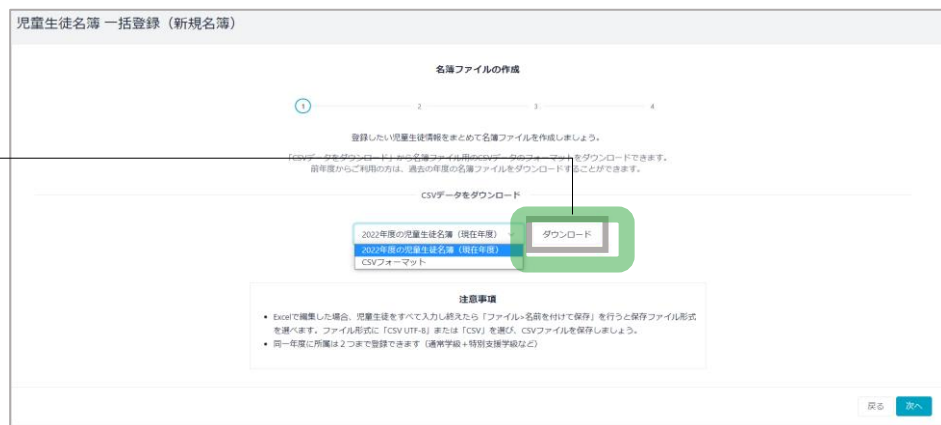 児童生徒名簿 一括登録（新規名簿）
名簿ファイルの作成
1 2 3 4
登録したい児童生徒情報をまとめて名簿ファイルを作成しましょう。
「CSVデータをダウンロード」から名簿ファイル用のCSVデータのフォーマットをダウンロードできます。
前年度からご利用の方は、過去の年度の名簿ファイルをダウンロードすることができます。
CSVデータをダウンロード
2022年度の児童生徒名簿（現在年度） ダウンロード
2022年度の児童生徒名簿（現在年度）
CSVフォーマット
注意事項
• Excelで編集した場合、児童生徒をすべて入力し終えたら「ファイル>名前を付けて保存」を行うと保存ファイル形式
を選べます。ファイル形式に「CSV UTF-8」または「CSV」を選び、CSVファイルを保存しましょう。
• 同一年度に所属は２つまで登録できます（通常学級＋特別支援学級など）
戻る 次へ